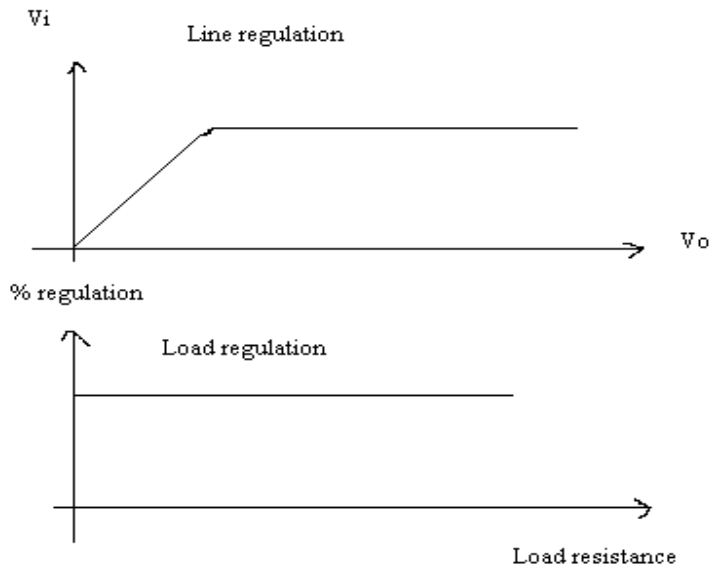 Vi
Line regulation
Vo
% regulation
Load regulation
Load resistance